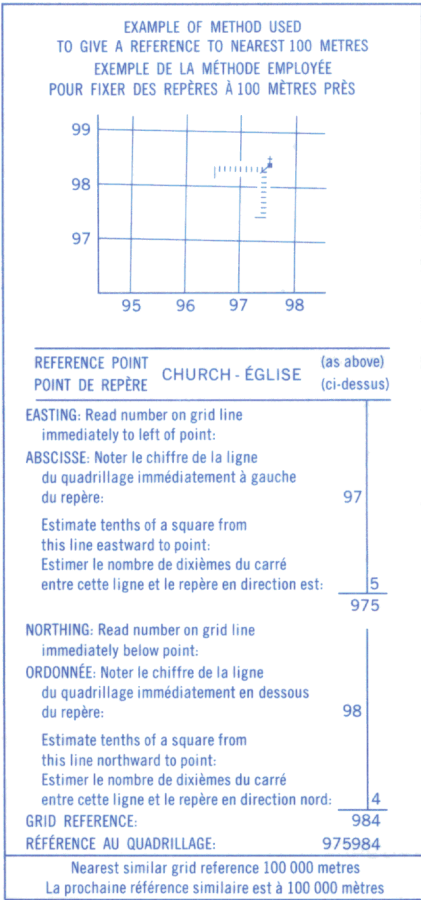 EXAMPLE OF METHOD USED
TO GIVE A REFERENCE TO NEAREST 100 METRES
EXEMPLE DE LA MÉTHODE EMPLOYÉE
POUR FIXER DES REPÈRES À 100 MÈTRES PRÈS
99
98
97
95 96 97 98
REFERENCE POINT
POINT DE REPÈRE
CHURCH - ÉGLISE
(as above)
(ci-dessus)
EASTING: Read number on grid line
immediately to left of point:
ABSCISSE: Noter le chiffre de la ligne
du quadrillage immédiatement à gauche
du repère: 97
Estimate tenths of a square from
this line eastward to point:
Estimer le nombre de dixièmes du carré
entre cette ligne et le repère en direction est: 5
975
NORTHING: Read number on grid line
immediately below point:
ORDONNÉE: Noter le chiffre de la ligne
du quadrillage immédiatement en dessous
du repère: 98
Estimate tenths of a square from
this line northward to point:
Estimer le nombre de dixièmes du carré
entre cette ligne et le repère en direction nord: 4
GRID REFERENCE: 984
RÉFÉRENCE AU QUADRILLAGE: 975984
Nearest similar grid reference 100 000 metres
La prochaine référence similaire est à 100 000 mètres